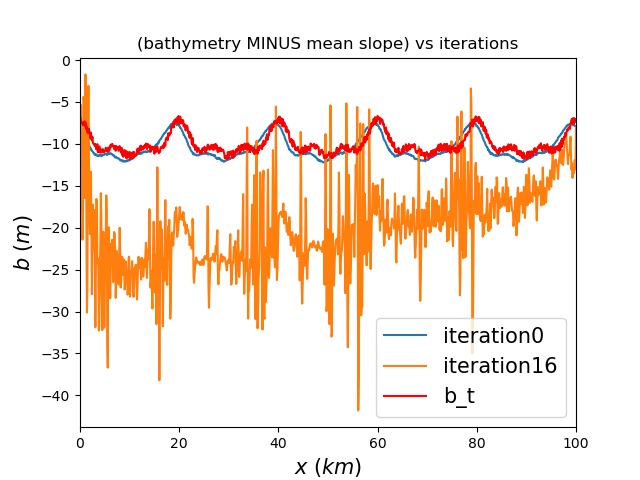 (bathymetry MINUS mean slope) vs iterations
0
−5
−10
−15
−20
−25
−30
−35
−40
b (m)
0 20 40 60 80 100
x (km)
iteration0
iteration16
b_t